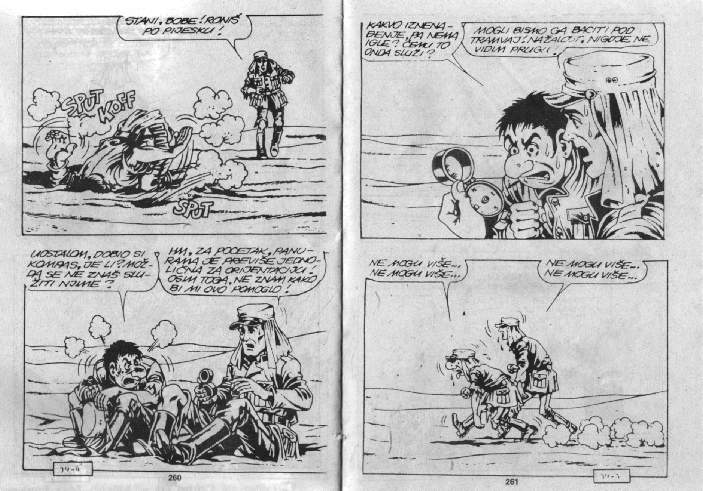 STANI, BOBE! RONIŠ
PO PIJESKU!
SPUT
KOFF
SPUT
UOSTALOM, DOBIO SI
KOMPAS, JE LI? MOŽ-
DA SE NE ZNAŠ SLU-
ŽITI NJIME?
HM, ZA POČETAK, PANO-
RAMA JE PREVIŠE JEDNO-
LIČNA ZA ORIJENTACIJU!
OSIM TOGA, NE ZNAM KAKO
BI MI OVO POMOGLO!
260
KAKVO IZNENA-
ĐENJE, PA NEMA
IGLE? ČEMU TO
ONDA SLUŽI?
MOGLI BISMO GA BACITI POD
TRAMVAJ! NAŽALOST, NIGDJE NE
VIDIM PRUGU...
NE MOGU VIŠE...
NE MOGU VIŠE...
NE MOGU VIŠE...
NE MOGU VIŠE...
261